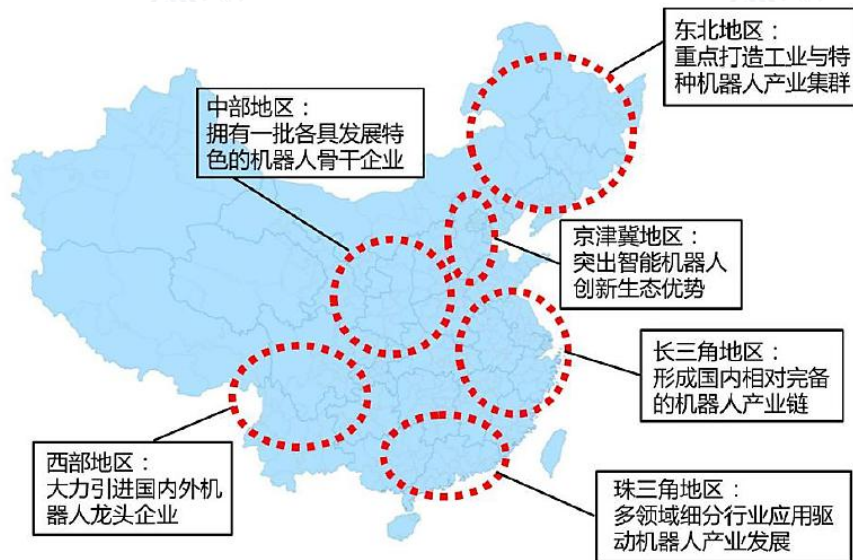 东北地区：
重点打造工业与特
种机器人产业集群
中部地区：
拥有一批各具发展特
色的机器人骨干企业
京津冀地区：
突出智能机器人
创新生态优势
长三角地区：
形成国内相对完备
的机器人产业链
西部地区：
大力引进国内外机
器人龙头企业
珠三角地区：
多领域细分行业应用驱
动机器人产业发展